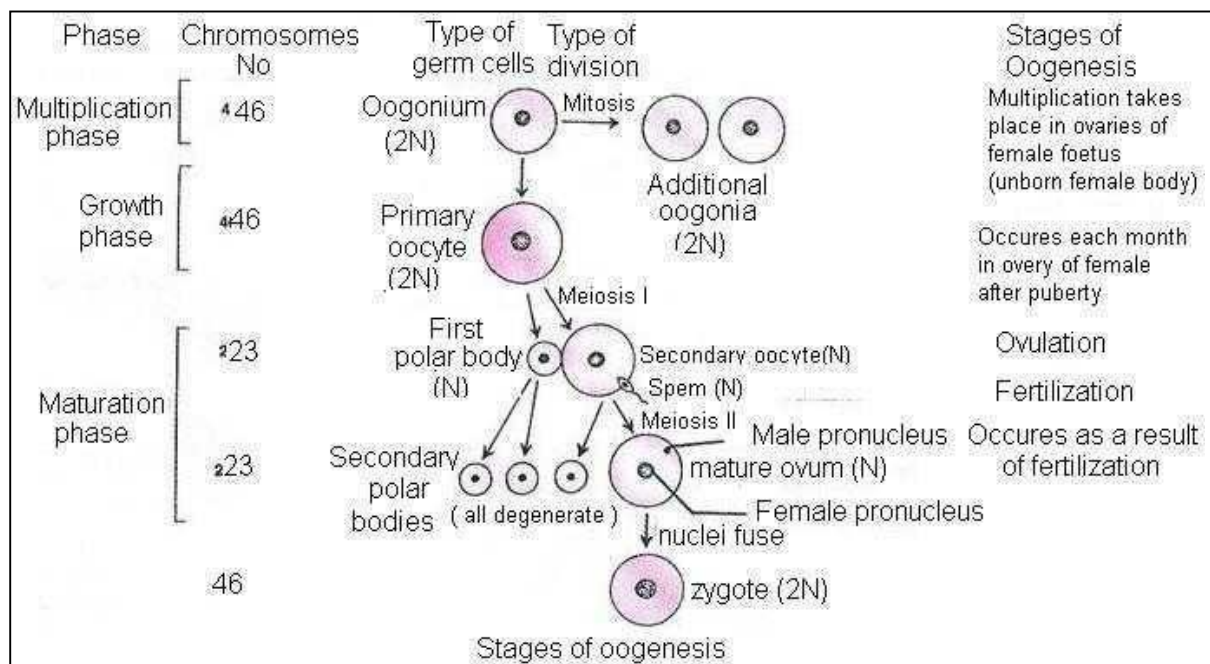 Phase
Chromosomes
No
Type of
germ cells
Type of
division
Stages of
Oogenesis
Multiplication
phase
46
Oogonium
(2N)
Mitosis
Additional
oogonia
(2N)
Multiplication takes
place in ovaries of
female foetus
(unborn female body)
Growth
phase
46
Primary
oocyte
(2N)
Occures each month
in overy of female
after puberty
Meiosis I
Maturation
phase
23
First
polar body
(N)
Secondary oocyte(N)
Ovulation
Spem (N)
Fertilization
Meiosis II
23
Secondary
polar
bodies
( all degenerate )
Male pronucleus
mature ovum (N)
Occures as a result
of fertilization
Female pronucleus
nuclei fuse
46
zygote (2N)
Stages of oogenesis